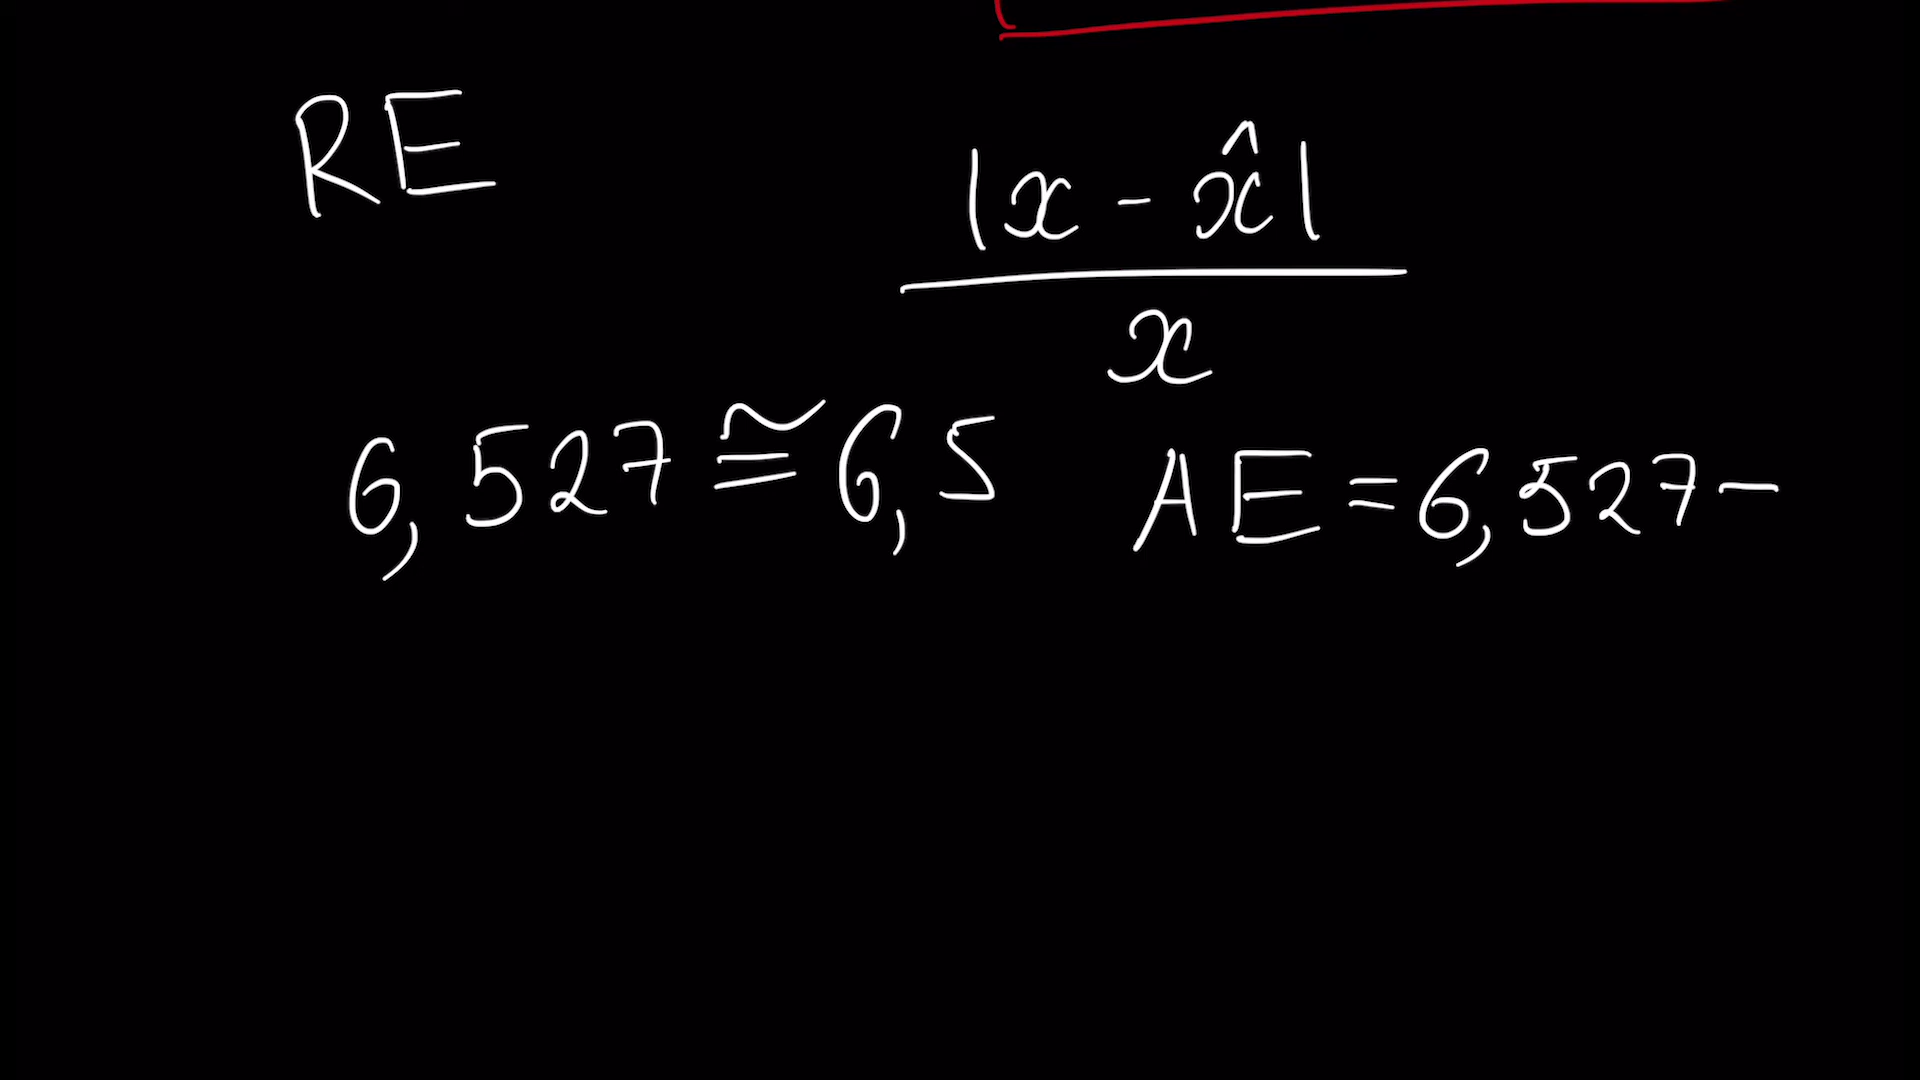 RE |x - x̂|
x
6,527 ≅ 6,5 AE = 6,527 -